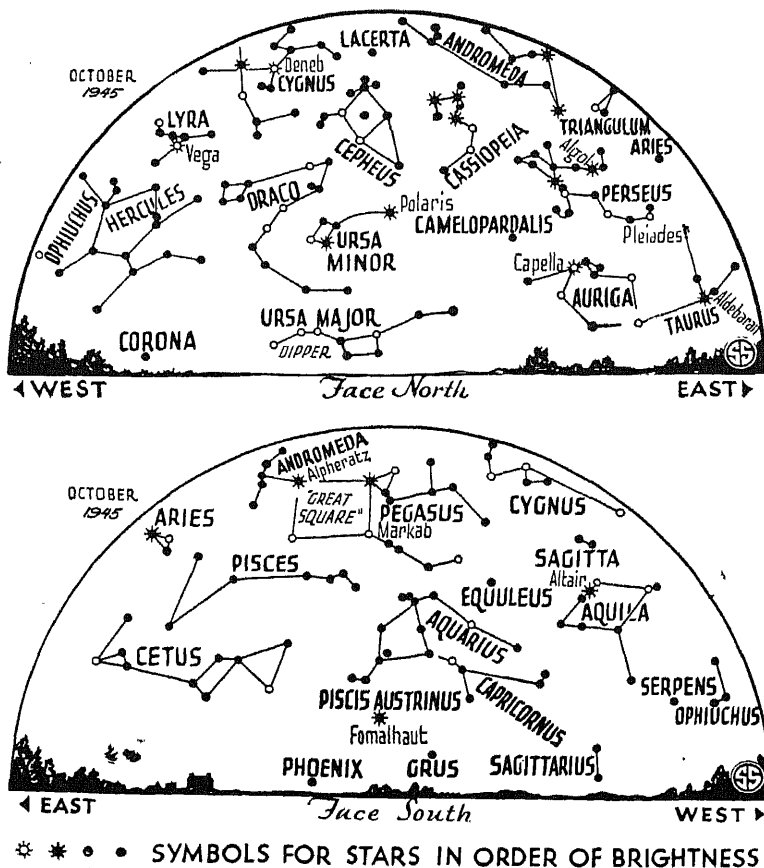 LACERTA
ANDROMEDA
OCTOBER
1945
Deneb
CYGNUS
LYRA
Vega
CEPHEUS
CASSIOPEIA
TRIANGULUM
ARIES
Algol
OPHIUCHUS
HERCULES
DRACO
PERSEUS
Polaris
CAMELOPARDALIS
Pleiades
URSA
MINOR
Capella
AURIGA
TAURUS
Aldebaran
URSA MAJOR
DIPPER
CORONA
WEST
Face North
EAST
OCTOBER
1945
ANDROMEDA
Alpheratz
"GREAT
SQUARE"
PEGASUS
Markab
CYGNUS
ARIES
PISCES
SAGITTA
Altair
EQUULEUS
AQUILA
AQUARIUS
CETUS
PISCIS AUSTRINUS
Fomalhaut
CAPRICORNUS
SERPENS
OPHIUCHUS
PHOENIX
GRUS
SAGITTARIUS
EAST
Face South
WEST
SYMBOLS FOR STARS IN ORDER OF BRIGHTNESS